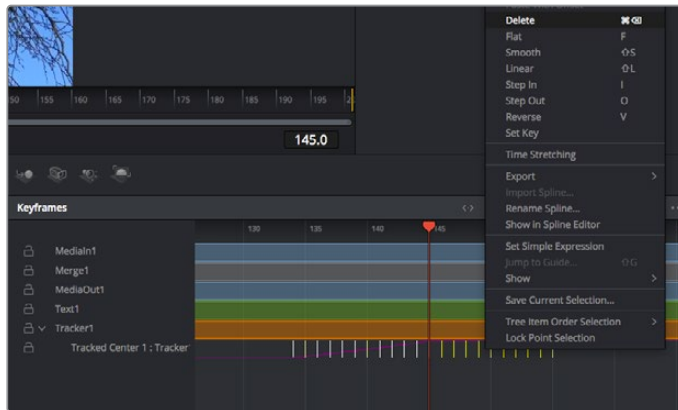 Delete ⌘⌫
Flat F
Smooth ⇧S
Linear ⇧L
Step In I
Step Out O
Reverse V
Set Key
Time Stretching
Export >
Import Spline...
Rename Spline...
Show in Spline Editor
Set Simple Expression
Jump to Guide... ⇧G
Show >
Save Current Selection...
Tree Item Order Selection >
Lock Point Selection
155 160 165 170 175 180 185 190 195
145.0
Keyframes
130 135 140 145
MediaIn1
Merge1
MediaOut1
Text1
Tracker1
Tracked Center 1 : Tracker